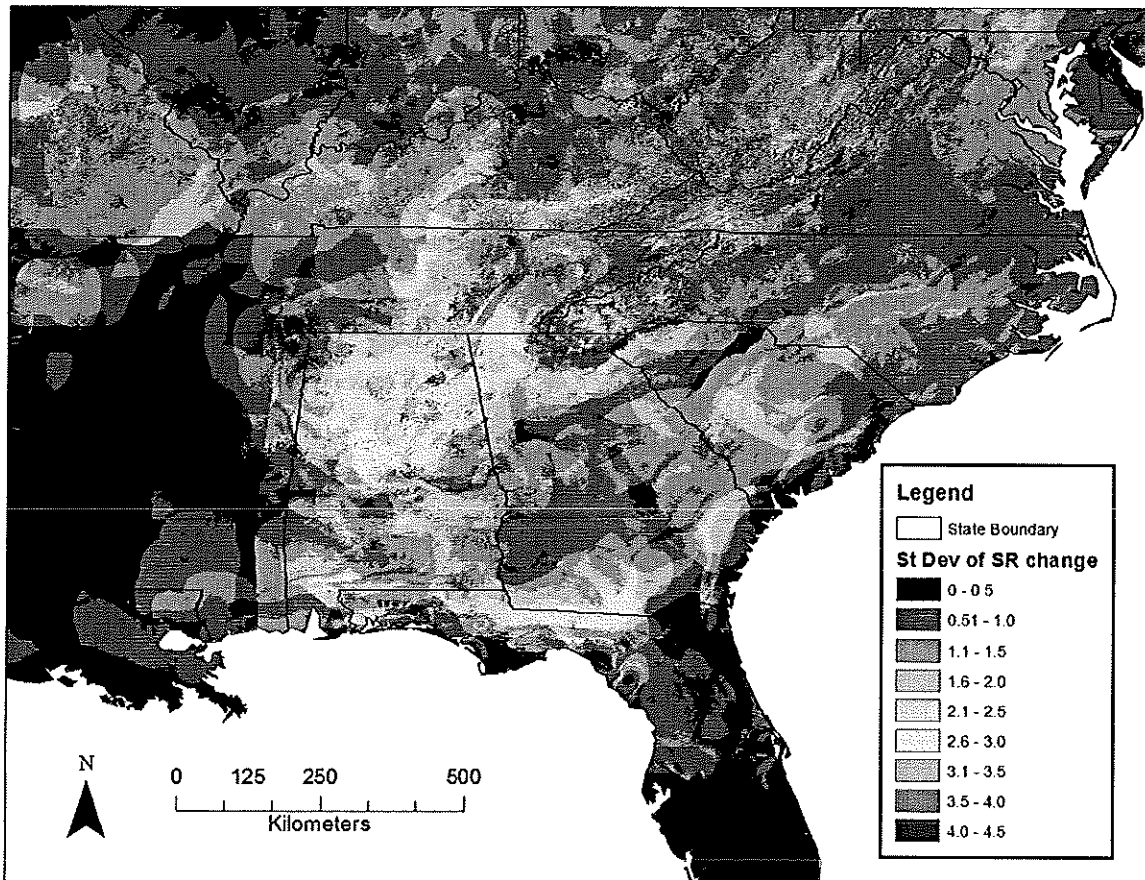 Legend
State Boundary
St Dev of SR change
0 - 0 5
0.51 - 1.0
1.1 - 1.5
1.6 - 2.0
2.1 - 2.5
2.6 - 3.0
3.1 - 3.5
3.5 - 4.0
4.0 - 4.5
N
0 125 250 500
Kilometers